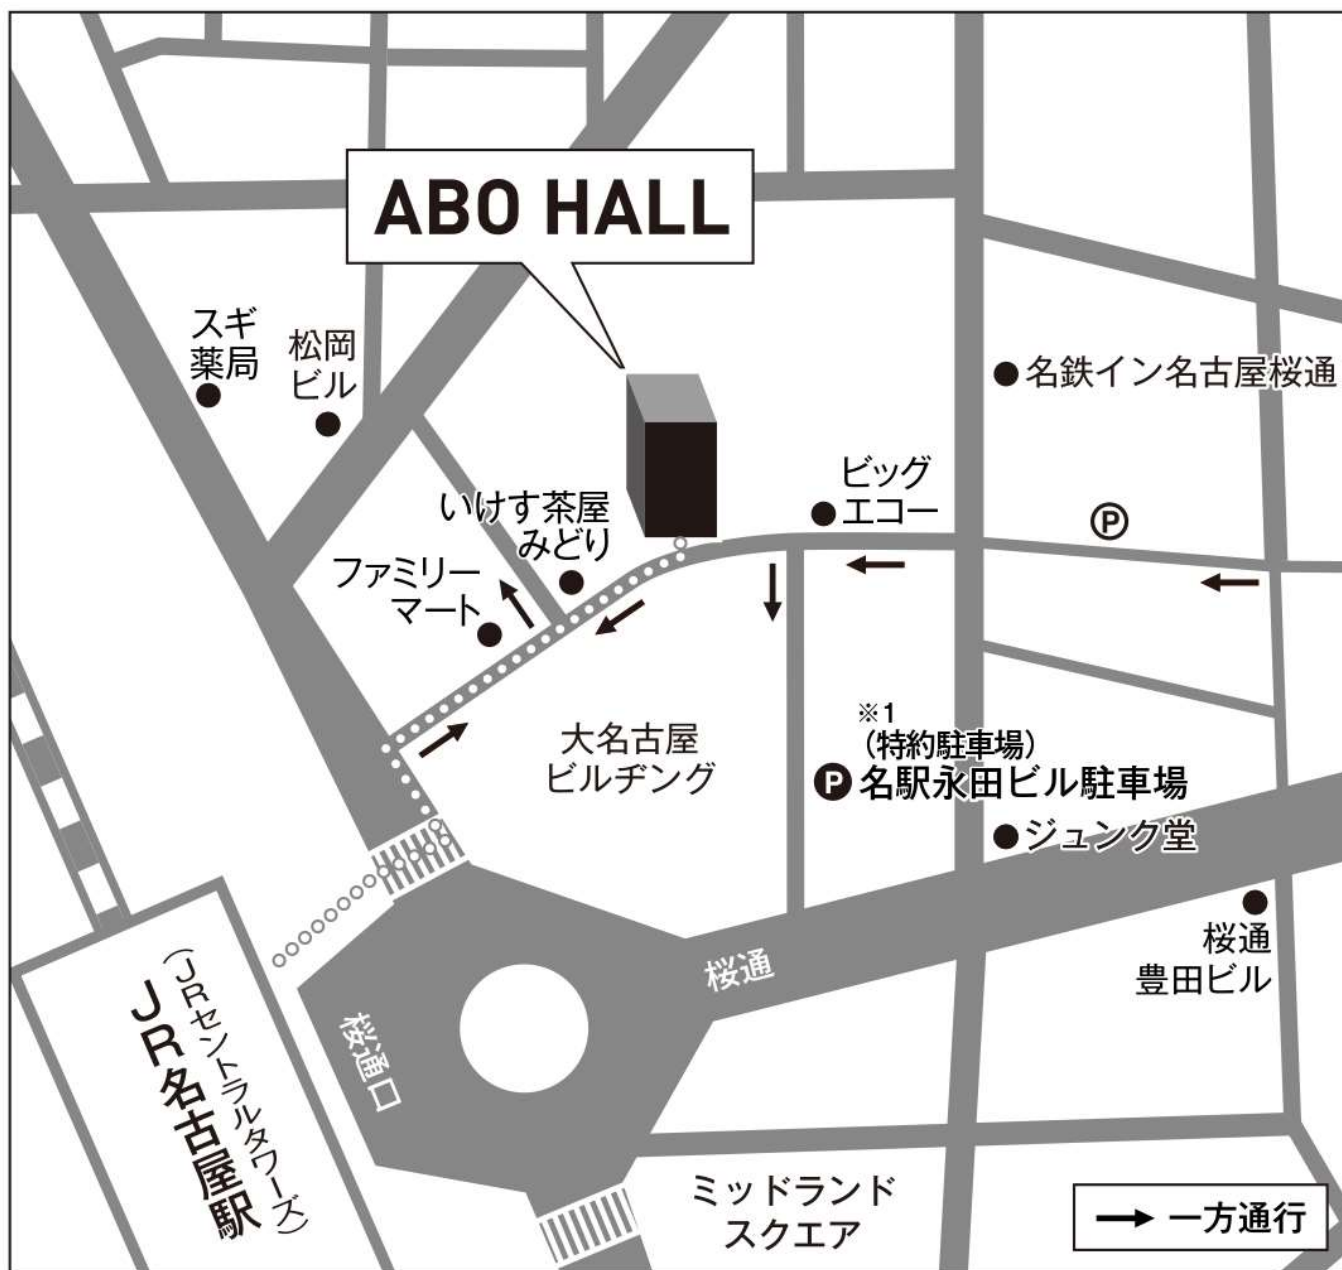 ABO HALL
スギ
薬局
松岡
ビル
名鉄イン名古屋桜通
ビッグ
エコー
P
いけす茶屋
みどり
ファミリー
マート
※1
（特約駐車場）
P 名駅永田ビル駐車場
大名古屋
ビルヂング
ジュンク堂
桜通
豊田ビル
桜通
桜通口
（JRセントラルタワーズ）
JR名古屋駅
ミッドランド
スクエア
→ 一方通行